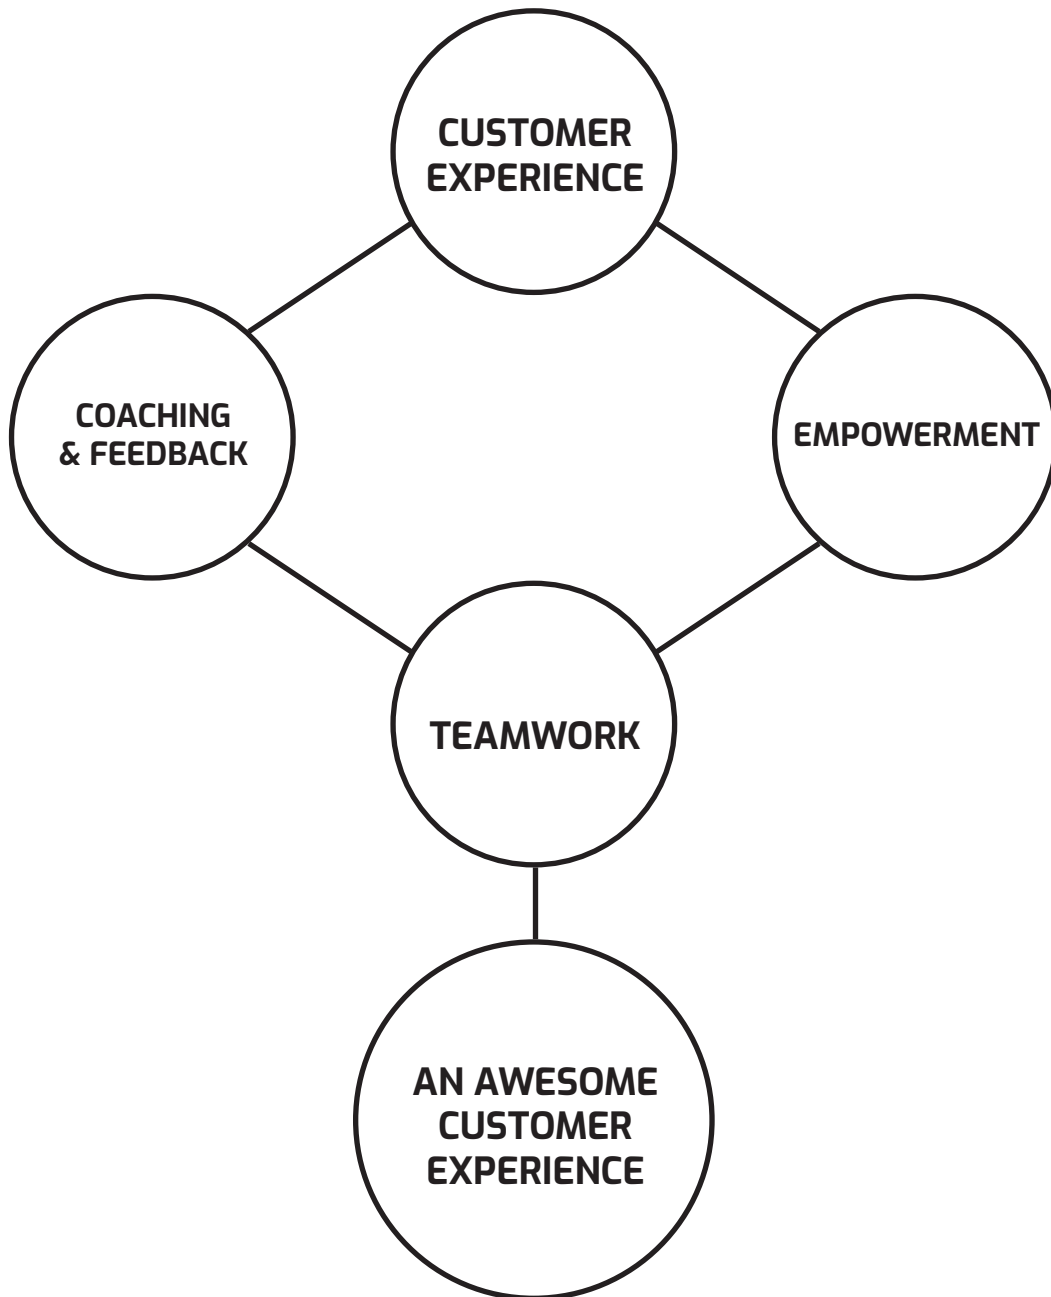 CUSTOMER
EXPERIENCE
COACHING
& FEEDBACK
EMPOWERMENT
TEAMWORK
AN AWESOME
CUSTOMER
EXPERIENCE